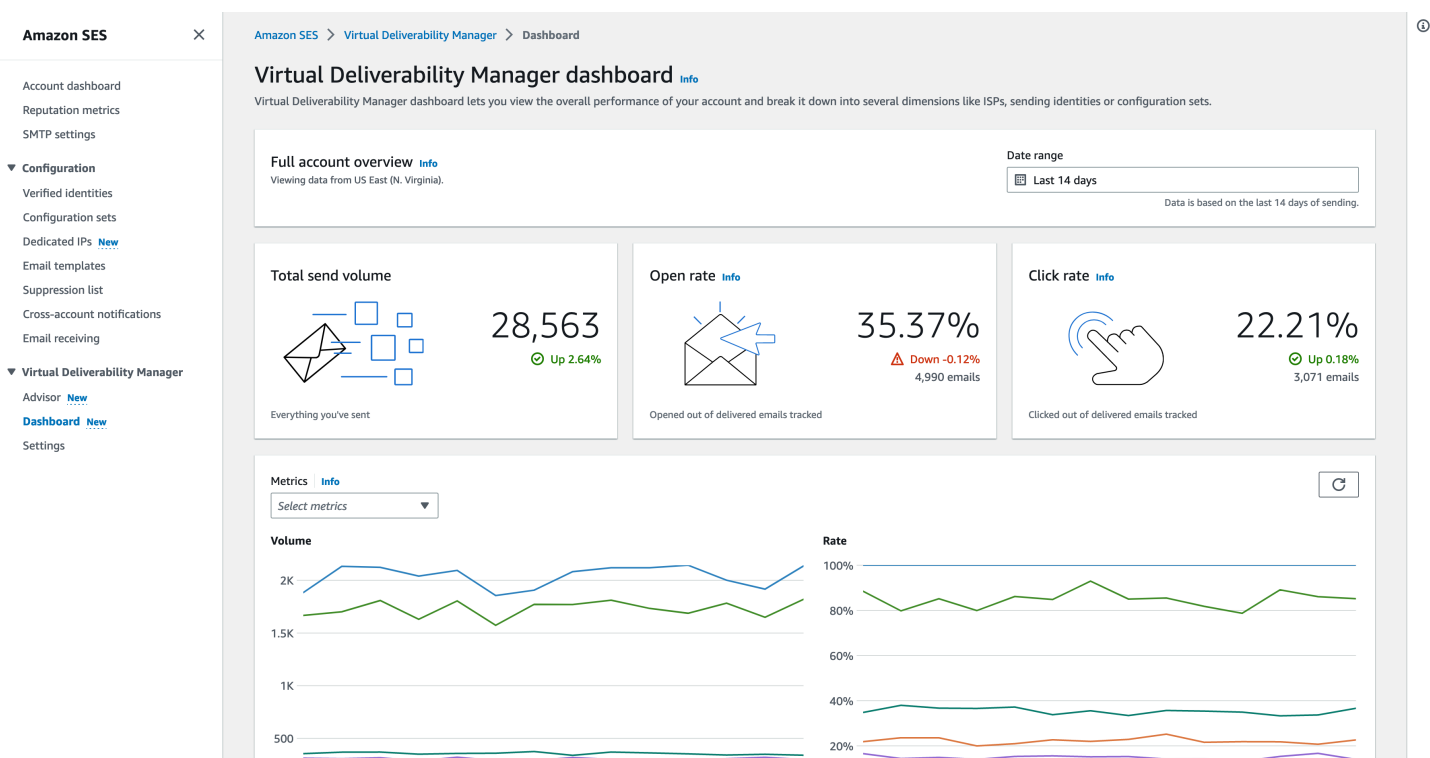 Amazon SES
Account dashboard
Reputation metrics
SMTP settings
Configuration
Verified identities
Configuration sets
Dedicated IPs New
Email templates
Suppression list
Cross-account notifications
Email receiving
Virtual Deliverability Manager
Advisor New
Dashboard New
Settings
Amazon SES > Virtual Deliverability Manager > Dashboard
Virtual Deliverability Manager dashboard Info
Virtual Deliverability Manager dashboard lets you view the overall performance of your account and break it down into several dimensions like ISPs, sending identities or configuration sets.
Full account overview Info
Viewing data from US East (N. Virginia).
Date range
Last 14 days
Data is based on the last 14 days of sending.
Total send volume
28,563
Up 2.64%
Everything you've sent
Open rate Info
35.37%
Down -0.12%
4,990 emails
Opened out of delivered emails tracked
Click rate Info
22.21%
Up 0.18%
3,071 emails
Clicked out of delivered emails tracked
Metrics Info
Select metrics
Volume
2K
1.5K
1K
500
Rate
100%
80%
60%
40%
20%